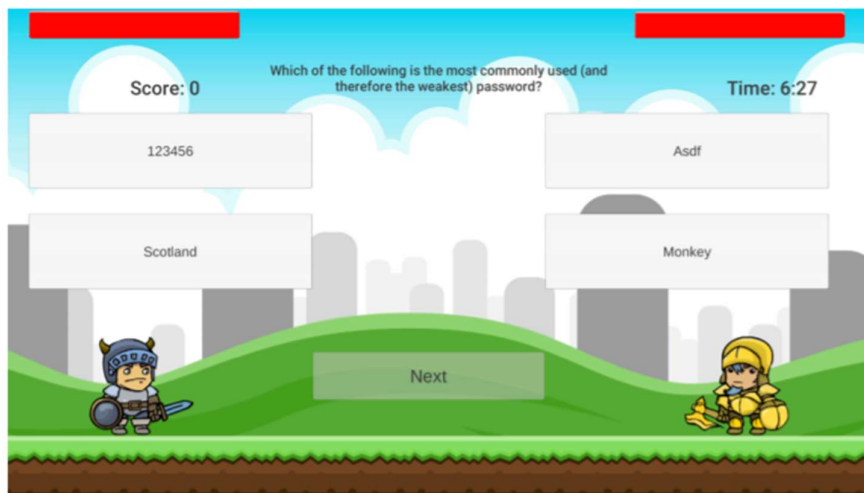 Which of the following is the most commonly used (and
therefore the weakest) password?
Score: 0
Time: 6:27
123456
Asdf
Scotland
Monkey
Next